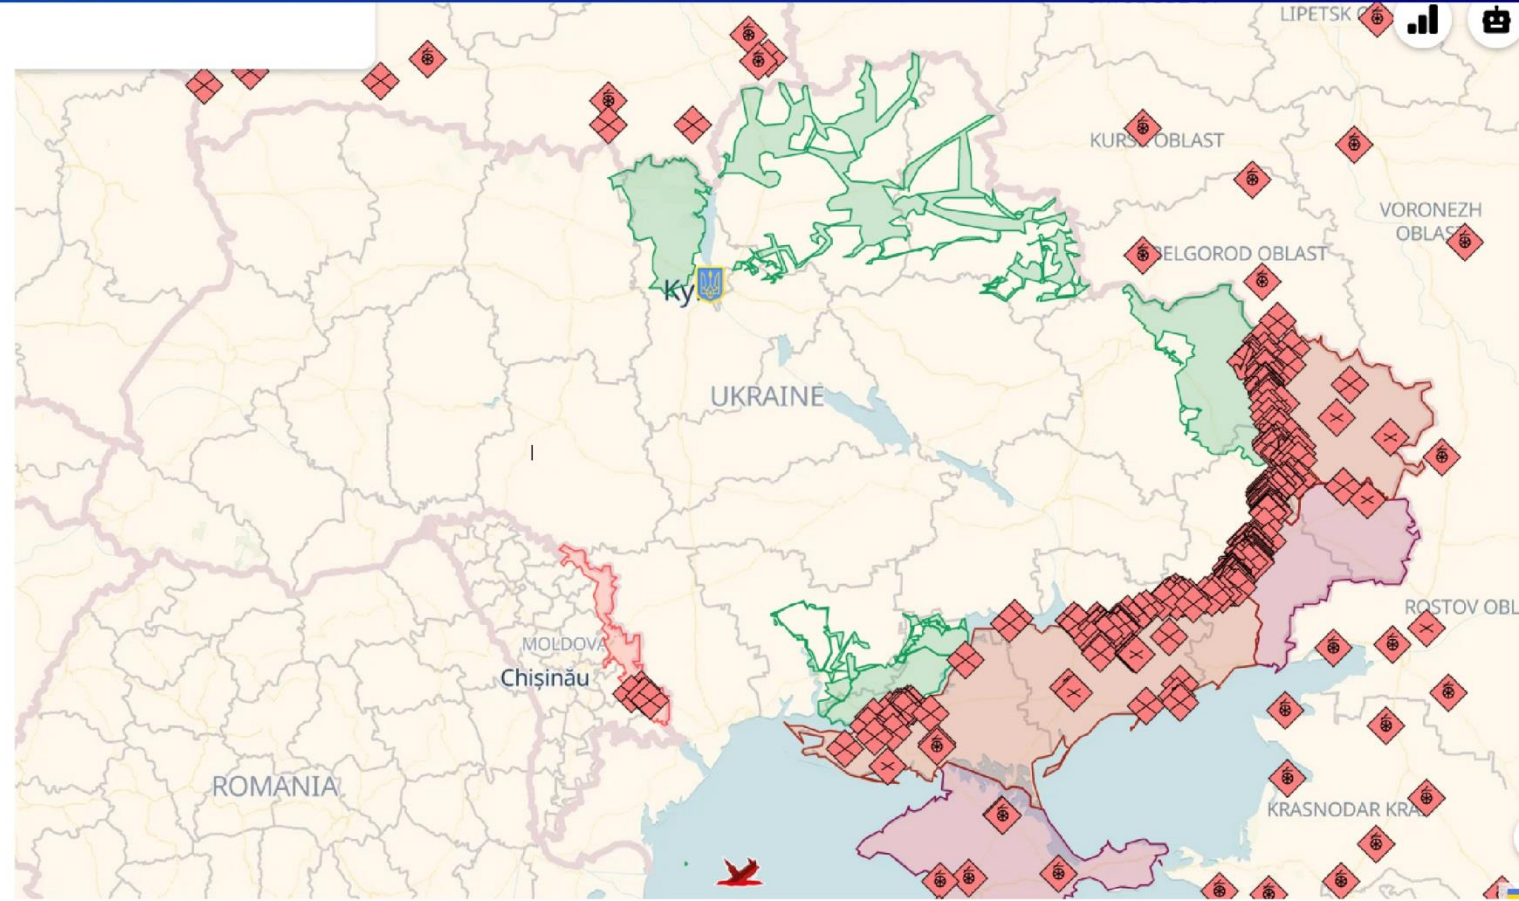 LIPETSK
KURSK OBLAST
VORONEZH
OBLAST
BELGOROD OBLAST
Ky
UKRAINE
ROSTOV OBL
MOLDOVA
Chișinău
ROMANIA
KRASNODAR KRA